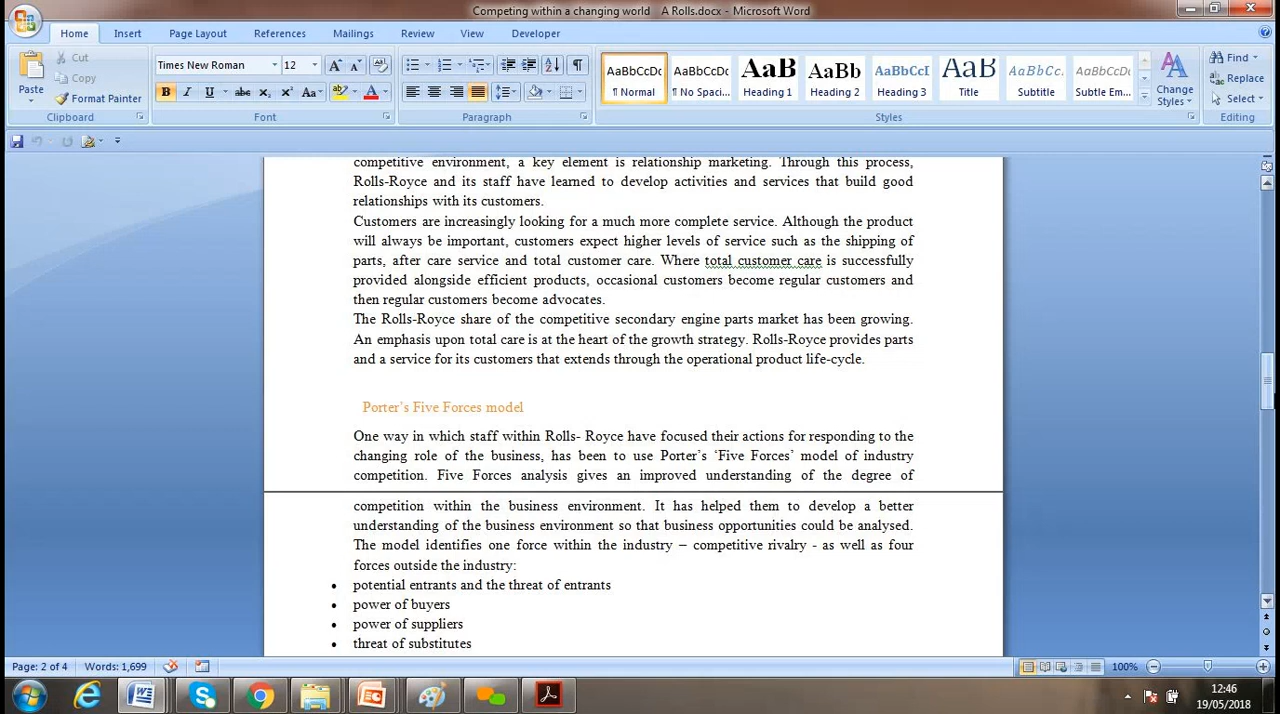 Competing within a changing world    A Rolls.docx - Microsoft Word
Home Insert Page Layout References Mailings Review View Developer
Paste
Cut
Copy
Format Painter
Clipboard
Times New Roman 12
B I U abc x₂ x² Aa
Font
Paragraph
AaBbCcDc AaBbCcDc AaB AaBb AaBbCcI AaB AaBbCc. AaBbCcDc
¶ Normal ¶ No Spaci... Heading 1 Heading 2 Heading 3 Title Subtitle Subtle Em...
Change Styles
Styles
Find
Replace
Select
Editing
competitive environment, a key element is relationship marketing. Through this process,
Rolls-Royce and its staff have learned to develop activities and services that build good
relationships with its customers.
Customers are increasingly looking for a much more complete service. Although the product
will always be important, customers expect higher levels of service such as the shipping of
parts, after care service and total customer care. Where total customer care is successfully
provided alongside efficient products, occasional customers become regular customers and
then regular customers become advocates.
The Rolls-Royce share of the competitive secondary engine parts market has been growing.
An emphasis upon total care is at the heart of the growth strategy. Rolls-Royce provides parts
and a service for its customers that extends through the operational product life-cycle.
Porter’s Five Forces model
One way in which staff within Rolls- Royce have focused their actions for responding to the
changing role of the business, has been to use Porter’s ‘Five Forces’ model of industry
competition. Five Forces analysis gives an improved understanding of the degree of
competition within the business environment. It has helped them to develop a better
understanding of the business environment so that business opportunities could be analysed.
The model identifies one force within the industry – competitive rivalry - as well as four
forces outside the industry:
• potential entrants and the threat of entrants
• power of buyers
• power of suppliers
• threat of substitutes
Page: 2 of 4 Words: 1,699 100%
12:46
19/05/2018